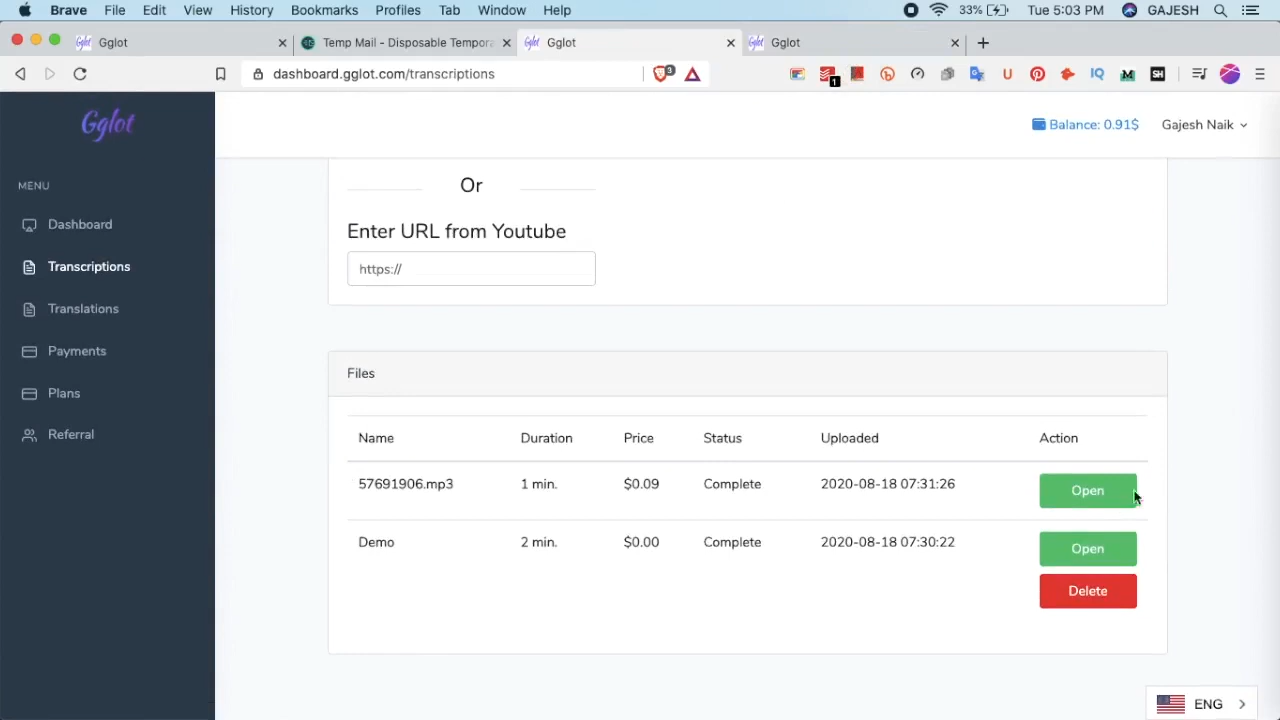 Brave File Edit View History Bookmarks Profiles Tab Window Help 33% Tue 5:03 PM GAJESH
Gglot Temp Mail - Disposable Tempora Gglot Gglot
dashboard.gglot.com/transcriptions 3 1 U IQ M SH
Gglot
Balance: 0.91$ Gajesh Naik
MENU
Dashboard
Transcriptions
Translations
Payments
Plans
Referral
Or
Enter URL from Youtube
https://
Files
Name Duration Price Status Uploaded Action
57691906.mp3 1 min. $0.09 Complete 2020-08-18 07:31:26 Open
Demo 2 min. $0.00 Complete 2020-08-18 07:30:22 Open
Delete
ENG